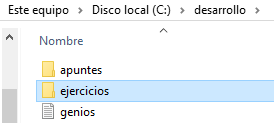 Este equipo > Disco local (C:) > desarrollo >
Nombre
apuntes
ejercicios
genios